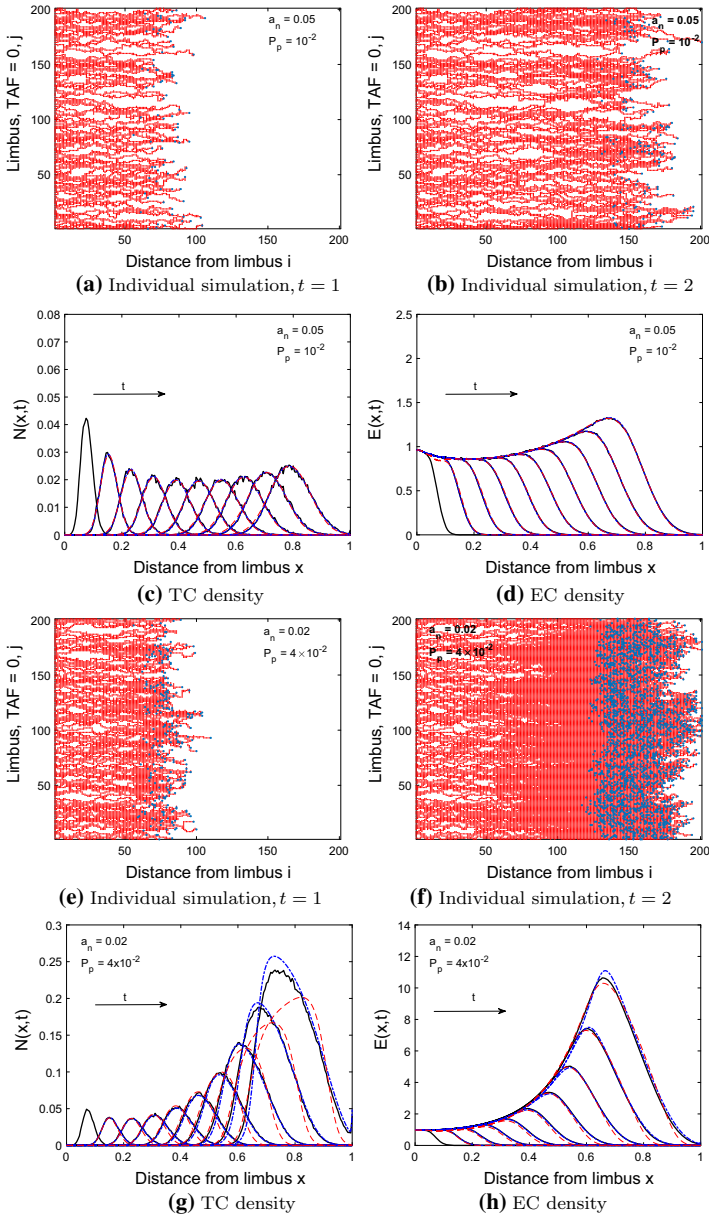 200
150
100
50
50 100 150 200
Limbus, TAF = 0, j
Distance from limbus i
a_n = 0.05
P_p = 10^-2
(a) Individual simulation, t = 1
200
150
100
50
50 100 150 200
Limbus, TAF = 0, j
Distance from limbus i
a_n = 0.05
P_p = 10^-2
(b) Individual simulation, t = 2
0.08
0.07
0.06
0.05
0.04
0.03
0.02
0.01
0
0 0.2 0.4 0.6 0.8 1
N(x,t)
Distance from limbus x
a_n = 0.05
P_p = 10^-2
t
(c) TC density
2.5
2
1.5
1
0.5
0
0 0.2 0.4 0.6 0.8 1
E(x,t)
Distance from limbus x
a_n = 0.05
P_p = 10^-2
t
(d) EC density
200
150
100
50
50 100 150 200
Limbus, TAF = 0, j
Distance from limbus i
a_n = 0.02
P_p = 4×10^-2
(e) Individual simulation, t = 1
200
150
100
50
50 100 150 200
Limbus, TAF = 0, j
Distance from limbus i
a_n = 0.02
P_p = 4×10^-2
(f) Individual simulation, t = 2
0.3
0.25
0.2
0.15
0.1
0.05
0
0 0.2 0.4 0.6 0.8 1
N(x,t)
Distance from limbus x
a_n = 0.02
P_p = 4x10^-2
t
(g) TC density
14
12
10
8
6
4
2
0
0 0.2 0.4 0.6 0.8 1
E(x,t)
Distance from limbus x
a_n = 0.02
P_p = 4x10^-2
t
(h) EC density